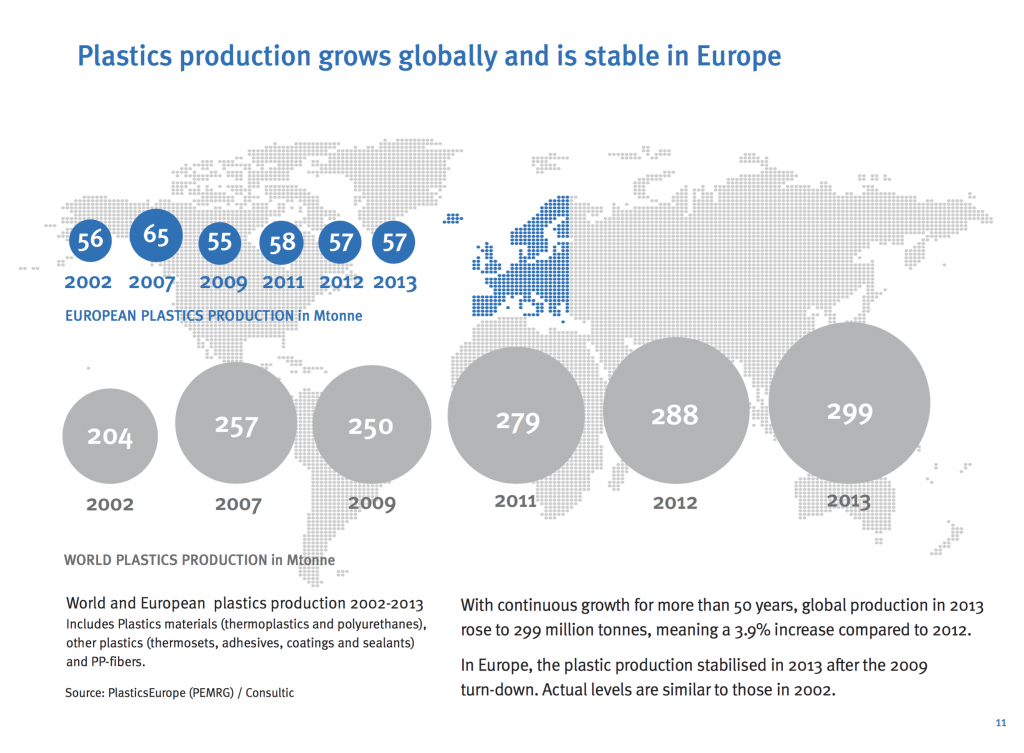 Plastics production grows globally and is stable in Europe
56 65 55 58 57 57
2002 2007 2009 2011 2012 2013
EUROPEAN PLASTICS PRODUCTION in Mtonne
204 257 250 279 288 299
2002 2007 2009 2011 2012 2013
WORLD PLASTICS PRODUCTION in Mtonne
World and European plastics production 2002-2013
Includes Plastics materials (thermoplastics and polyurethanes),
other plastics (thermosets, adhesives, coatings and sealants)
and PP-fibers.
Source: PlasticsEurope (PEMRG) / Consultic
With continuous growth for more than 50 years, global production in 2013
rose to 299 million tonnes, meaning a 3.9% increase compared to 2012.
In Europe, the plastic production stabilised in 2013 after the 2009
turn-down. Actual levels are similar to those in 2002.
11